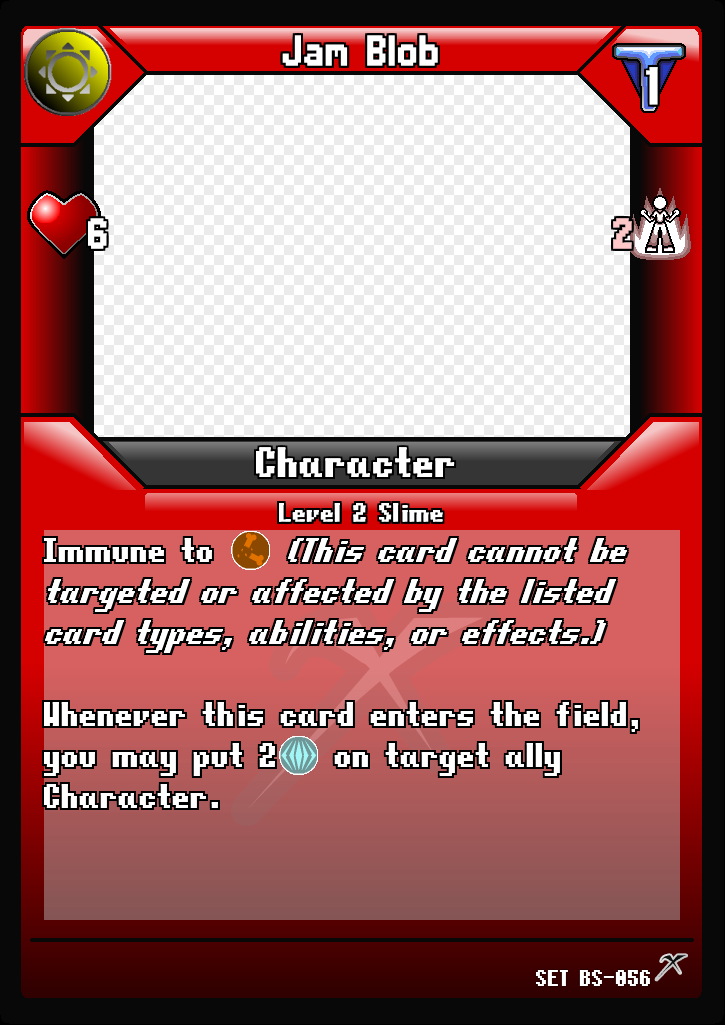 Jam Blob
1
6
2
Character
Level 2 Slime
Immune to (This card cannot be
targeted or affected by the listed
card types, abilities, or effects.)
Whenever this card enters the field,
you may put 2 on target ally
Character.
SET BS-056